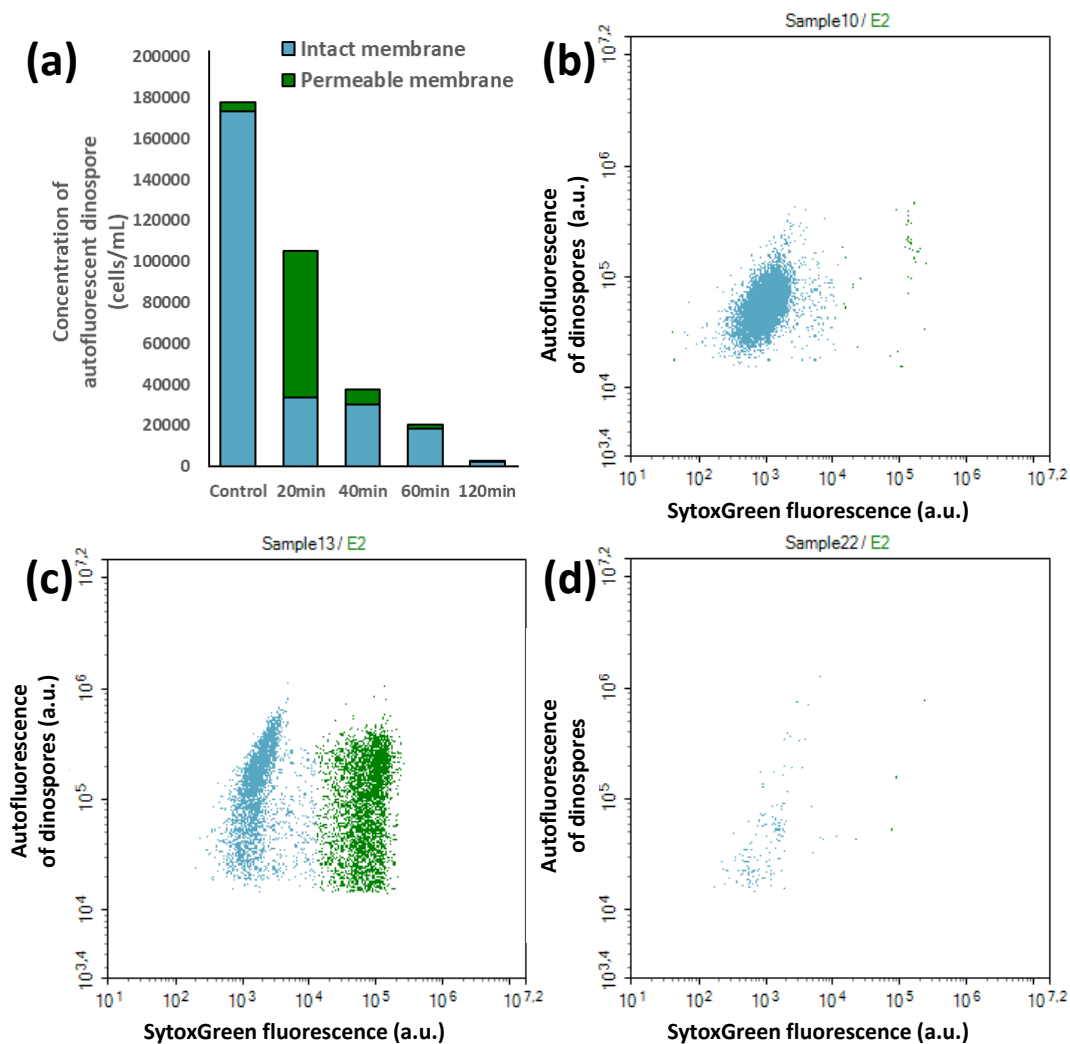 (a)
Intact membrane
Permeable membrane
Concentration of
autofluorescent dinospore
(cells/mL)
200000
180000
160000
140000
120000
100000
80000
60000
40000
20000
0
Control 20min 40min 60min 120min
(b)
Sample10 / E2
Autofluorescence
of dinospores (a.u.)
10^7,2
10^6
10^5
10^4
10^3,4
10^1 10^2 10^3 10^4 10^5 10^6 10^7,2
SytoxGreen fluorescence (a.u.)
(c)
Sample13 / E2
Autofluorescence
of dinospores (a.u.)
10^7,2
10^6
10^5
10^4
10^3,4
10^1 10^2 10^3 10^4 10^5 10^6 10^7,2
SytoxGreen fluorescence (a.u.)
(d)
Sample22 / E2
Autofluorescence
of dinospores
10^7,2
10^6
10^5
10^4
10^3,4
10^1 10^2 10^3 10^4 10^5 10^6 10^7,2
SytoxGreen fluorescence (a.u.)